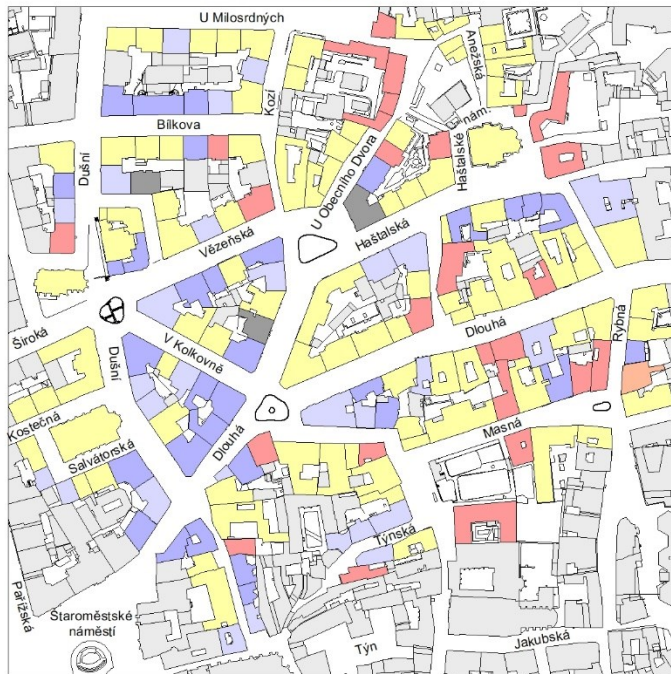 U Milosrdných
Anežská
Kozí
Bílkova
Dušní
U Obecního Dvora
Haštalské
nám.
Vězeňská
Haštalská
Široká
Dušní
V Kolkovně
Dlouhá
Rybná
Kostečná
Salvátorská
Dlouhá
Masná
Týnská
Pařížská
Staroměstské
náměstí
Týn
Jakubská